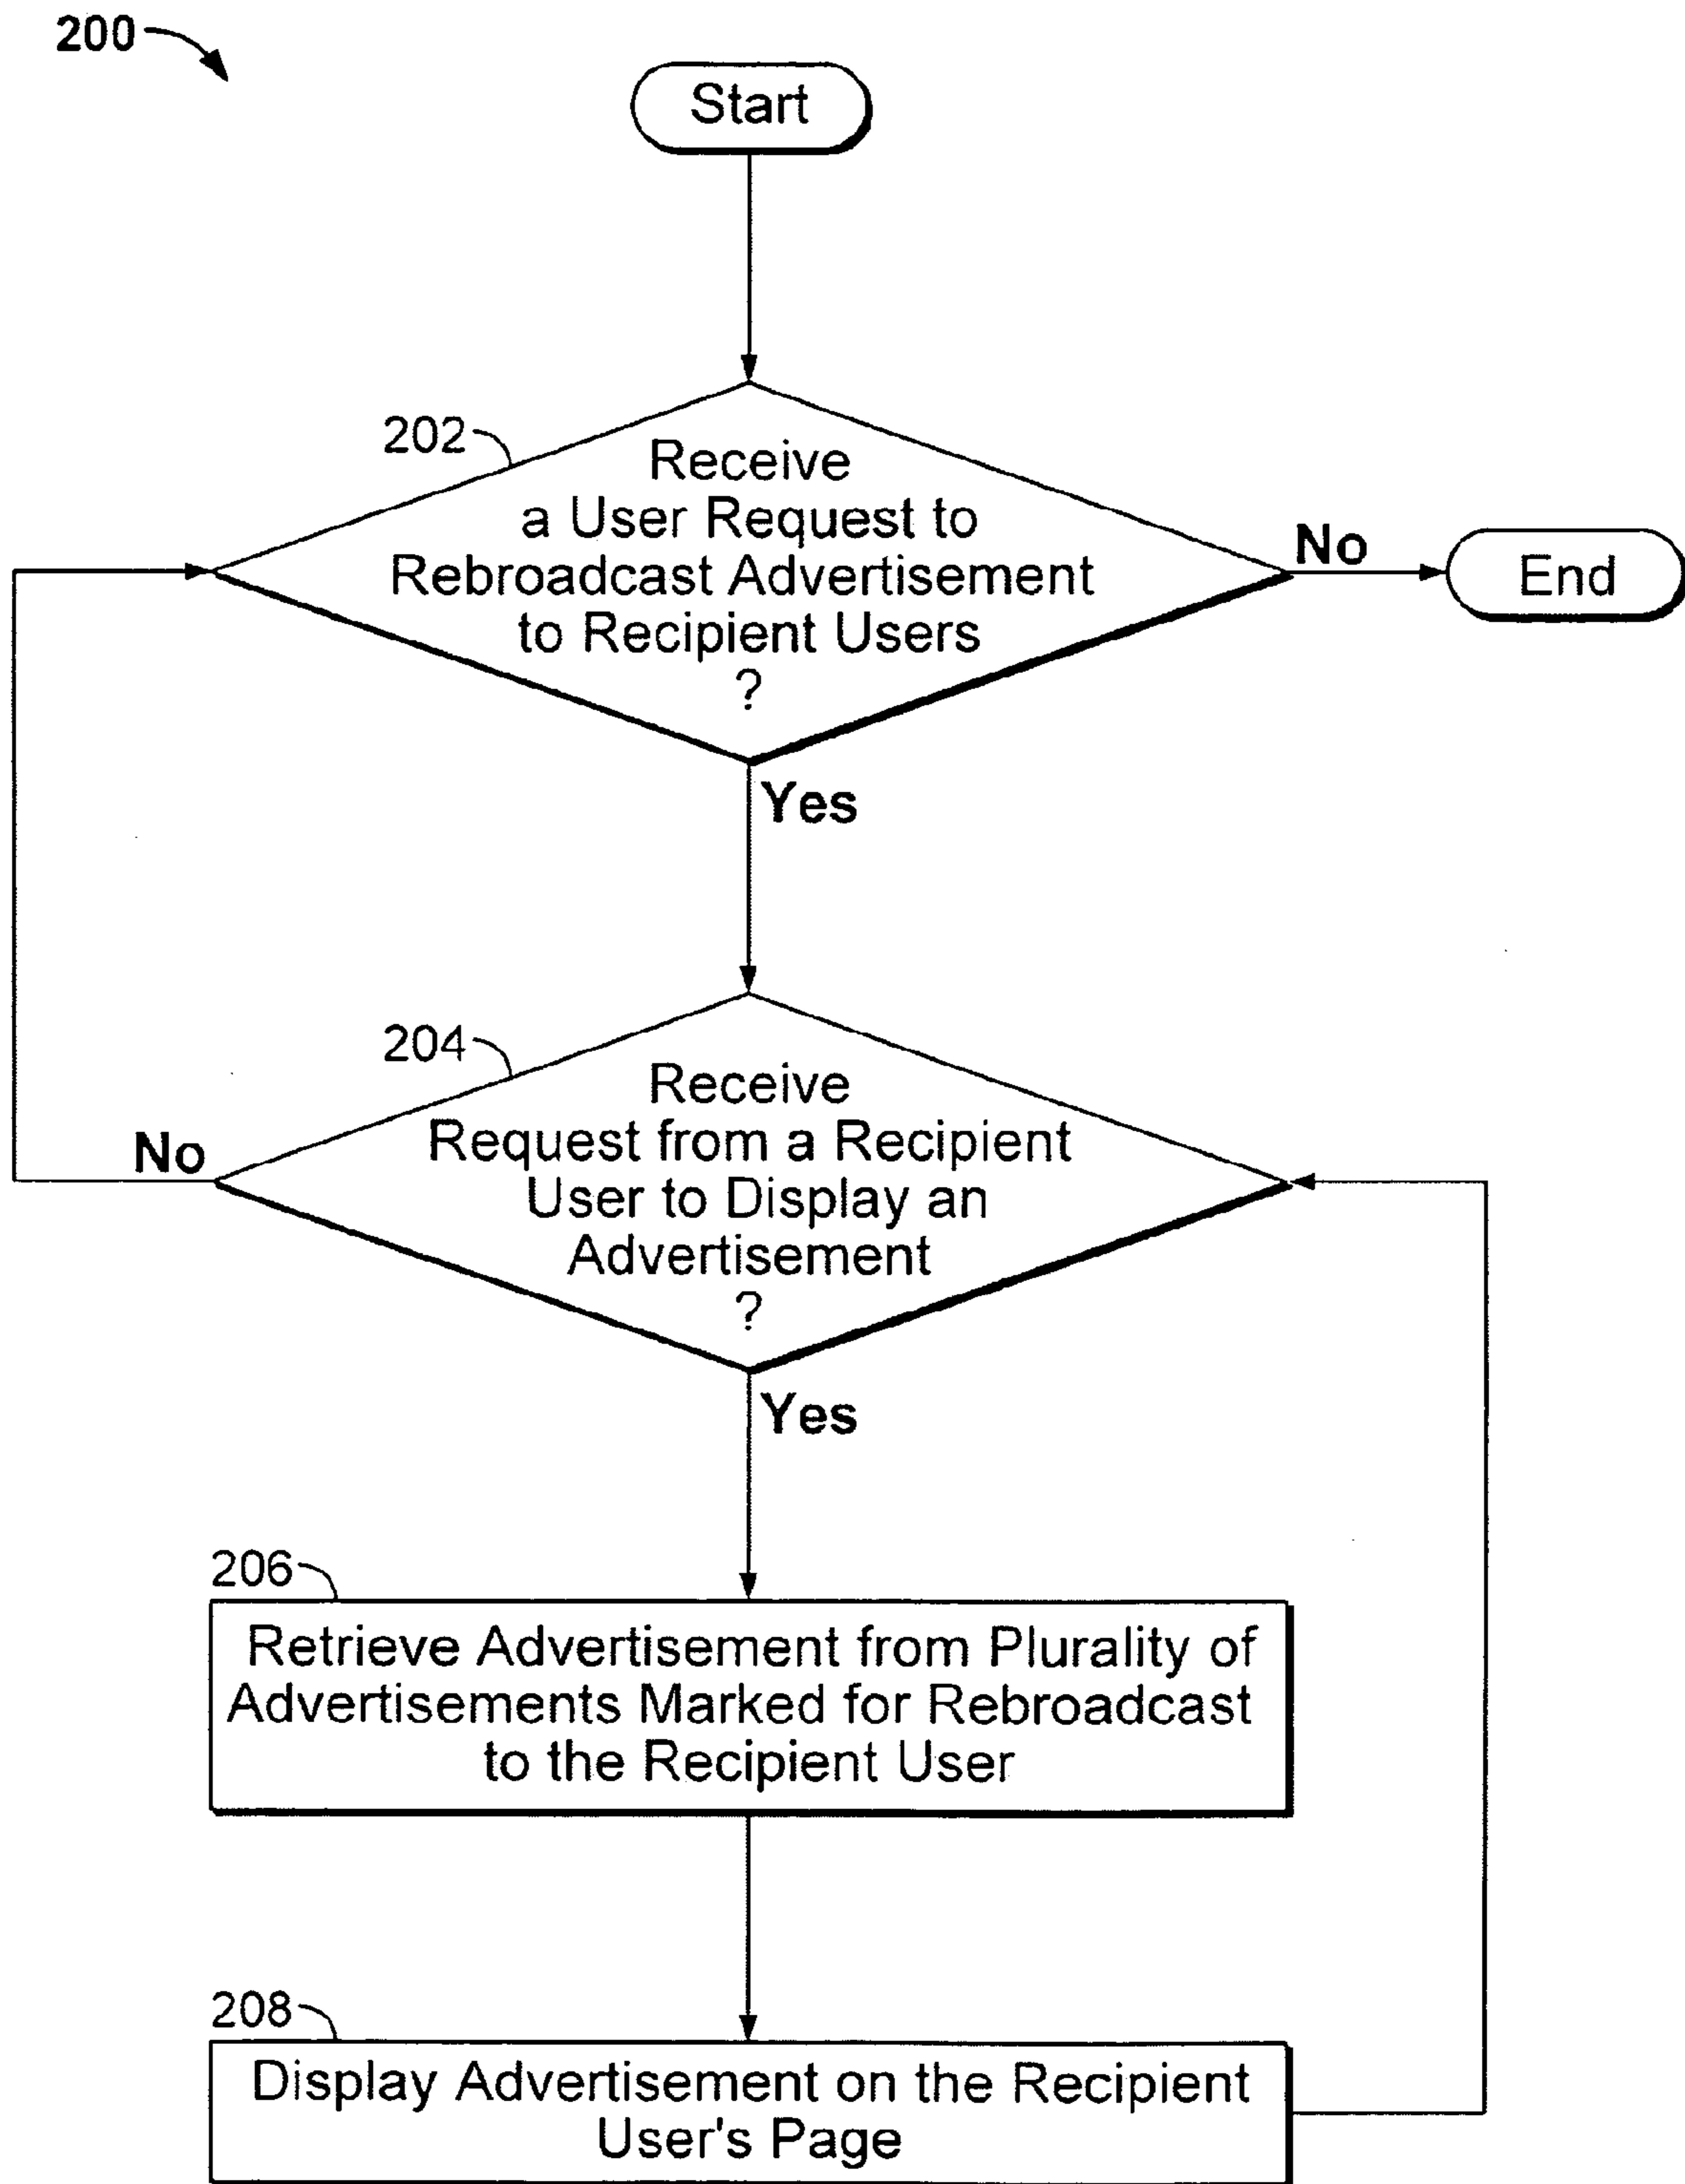 200
Start
202
Receive
a User Request to
Rebroadcast Advertisement
to Recipient Users
?
No
End
Yes
204
Receive
Request from a Recipient
User to Display an
Advertisement
?
No
Yes
206
Retrieve Advertisement from Plurality of
Advertisements Marked for Rebroadcast
to the Recipient User
208
Display Advertisement on the Recipient
User's Page